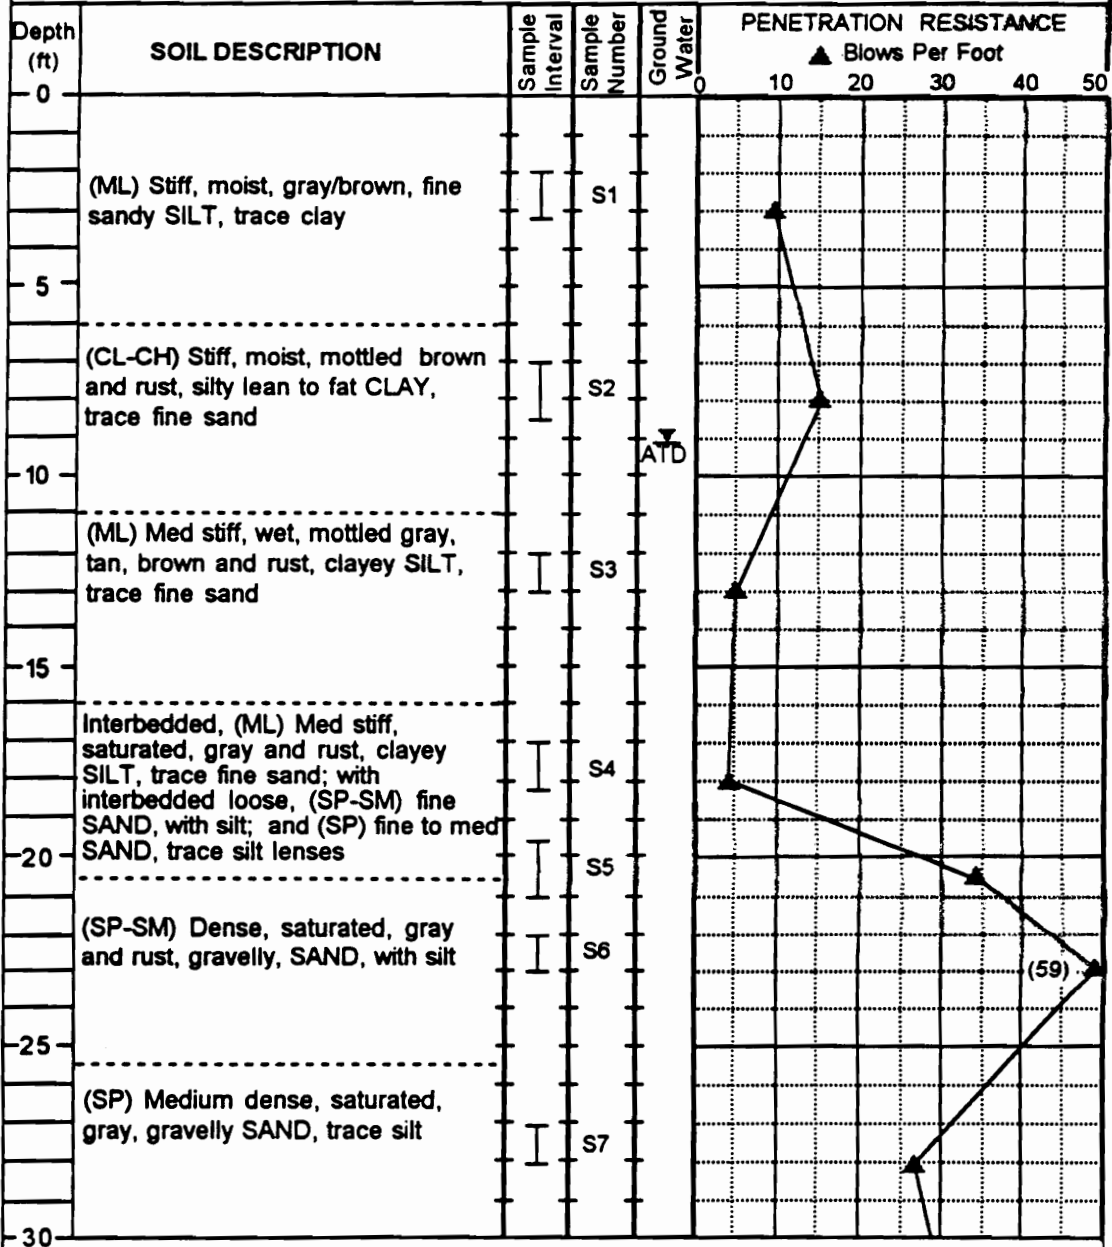 Depth
(ft)
SOIL DESCRIPTION
Sample
Interval
Sample
Number
Ground
Water
PENETRATION RESISTANCE
▲ Blows Per Foot
0 10 20 30 40 50
0
(ML) Stiff, moist, gray/brown, fine
sandy SILT, trace clay
S1
5
(CL-CH) Stiff, moist, mottled brown
and rust, silty lean to fat CLAY,
trace fine sand
S2
ATD
10
(ML) Med stiff, wet, mottled gray,
tan, brown and rust, clayey SILT,
trace fine sand
S3
15
Interbedded, (ML) Med stiff,
saturated, gray and rust, clayey
SILT, trace fine sand; with
interbedded loose, (SP-SM) fine
SAND, with silt; and (SP) fine to med
SAND, trace silt lenses
S4
20
S5
(SP-SM) Dense, saturated, gray
and rust, gravelly, SAND, with silt
S6
(59)
25
(SP) Medium dense, saturated,
gray, gravelly SAND, trace silt
S7
30